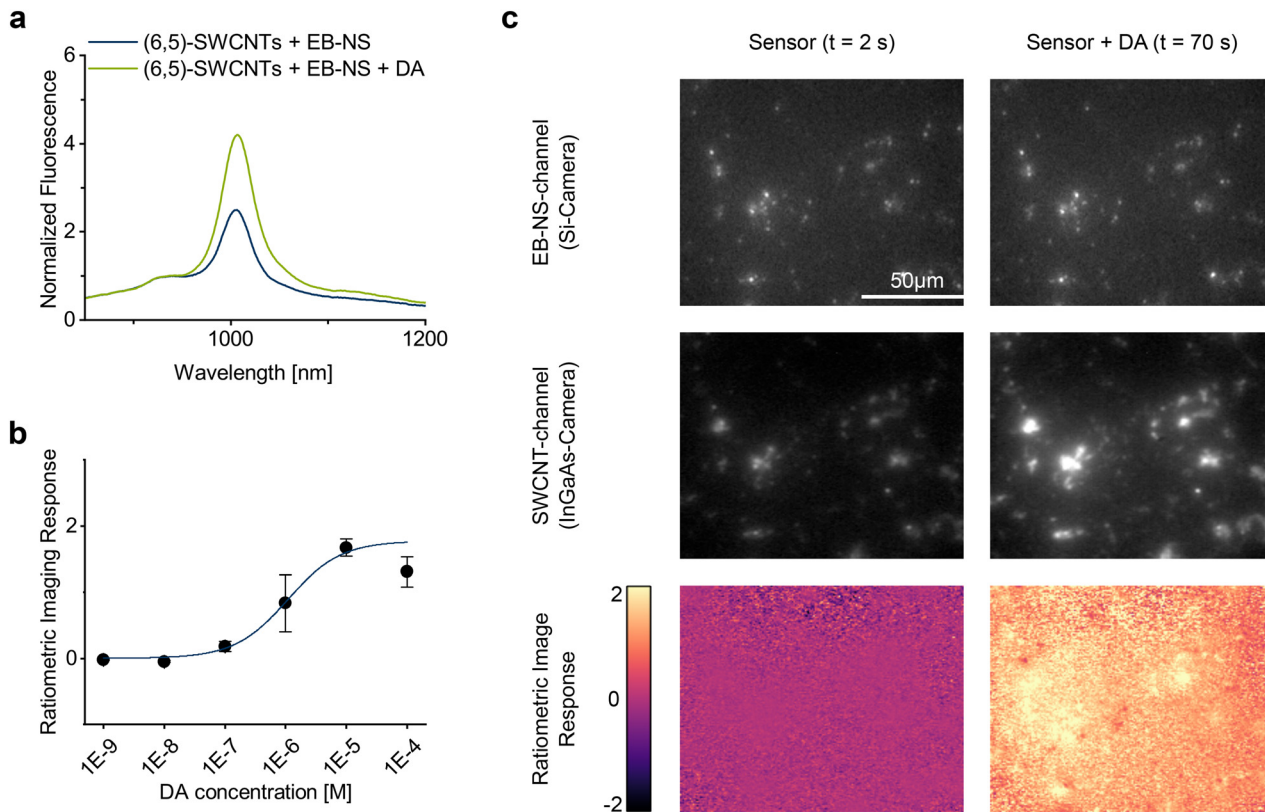 a
(6,5)-SWCNTs + EB-NS
(6,5)-SWCNTs + EB-NS + DA
6
4
2
0
Normalized Fluorescence
1000
1200
Wavelength [nm]
b
Ratiometric Imaging Response
2
0
1E-9
1E-8
1E-7
1E-6
1E-5
1E-4
DA concentration [M]
c
Sensor (t = 2 s)
Sensor + DA (t = 70 s)
EB-NS-channel
(Si-Camera)
50µm
SWCNT-channel
(InGaAs-Camera)
Ratiometric Image
Response
2
0
-2